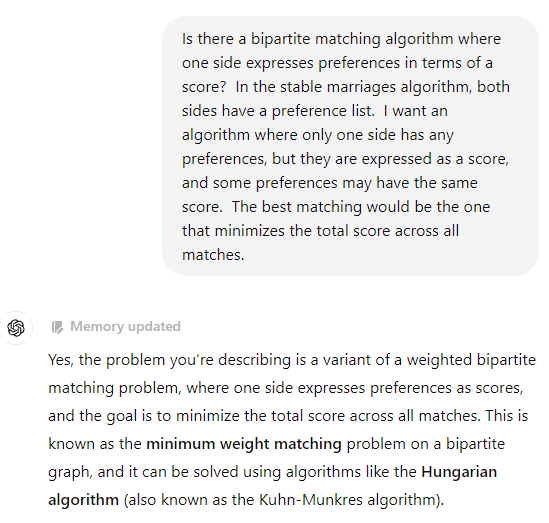 Is there a bipartite matching algorithm where
one side expresses preferences in terms of a
score?  In the stable marriages algorithm, both
sides have a preference list.  I want an
algorithm where only one side has any
preferences, but they are expressed as a score,
and some preferences may have the same
score.  The best matching would be the one
that minimizes the total score across all
matches.
Memory updated
Yes, the problem you're describing is a variant of a weighted bipartite
matching problem, where one side expresses preferences as scores,
and the goal is to minimize the total score across all matches. This is
known as the minimum weight matching problem on a bipartite
graph, and it can be solved using algorithms like the Hungarian
algorithm (also known as the Kuhn-Munkres algorithm).